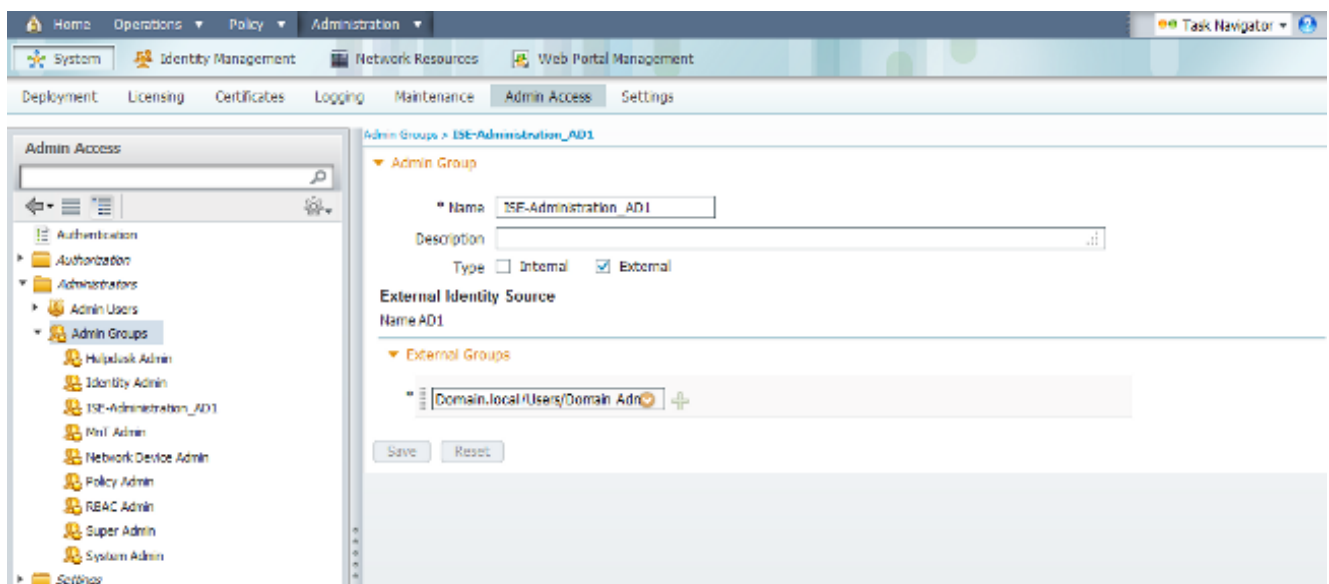 Home Operations Policy Administration Task Navigator
System Identity Management Network Resources Web Portal Management
Deployment Licensing Certificates Logging Maintenance Admin Access Settings
Admin Access
Authentication
Authorization
Administrators
Admin Users
Admin Groups
Helpdesk Admin
Identity Admin
ISE-Administration_AD1
MnT Admin
Network Device Admin
Policy Admin
RBAC Admin
Super Admin
System Admin
Settings
Admin Groups > ISE-Administration_AD1
Admin Group
* Name ISE-Administration_AD1
Description
Type Internal External
External Identity Source
Name AD1
External Groups
* Domain.local/Users/Domain Adm
Save Reset